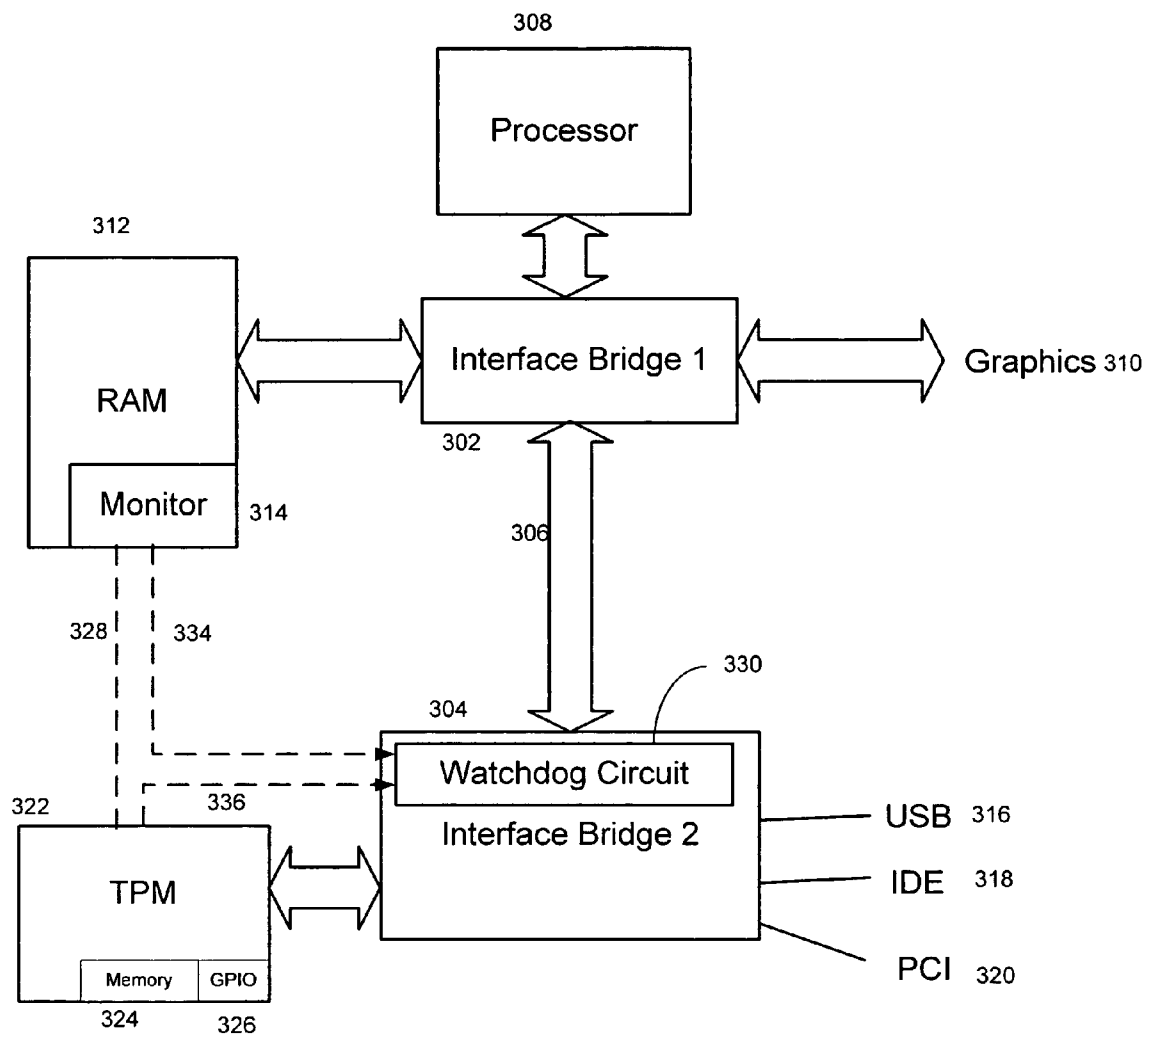 308
Processor
312
RAM
Monitor
314
Interface Bridge 1
302
Graphics 310
306
328
334
330
304
Watchdog Circuit
Interface Bridge 2
336
322
TPM
Memory
GPIO
324
326
USB 316
IDE 318
PCI 320